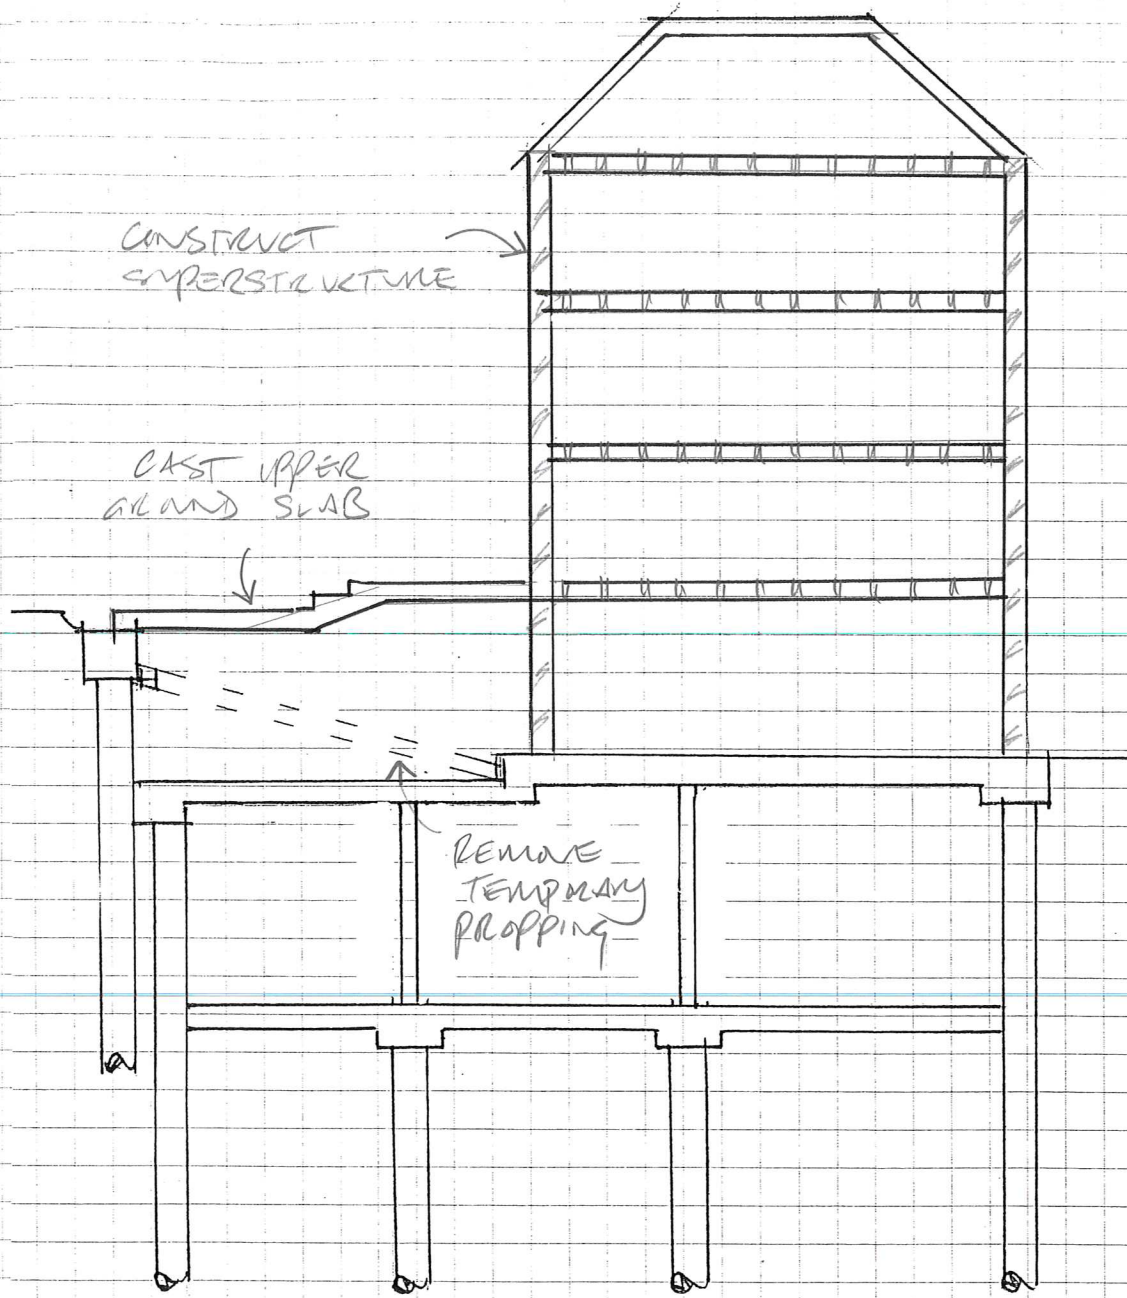 CONSTRUCT
SUPERSTRUCTURE
CAST UPPER
GROUND SLAB
REMOVE
TEMPORARY
PROPPING